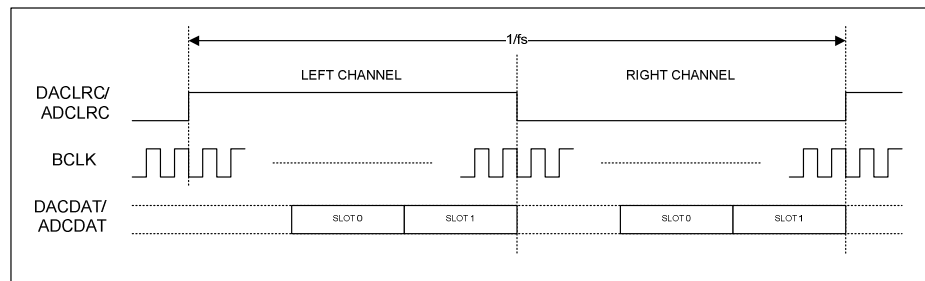 1/fs
LEFT CHANNEL
RIGHT CHANNEL
DACLRC/
ADCLRC
BCLK
DACDAT/
ADCDAT
SLOT 0
SLOT 1
SLOT 0
SLOT 1